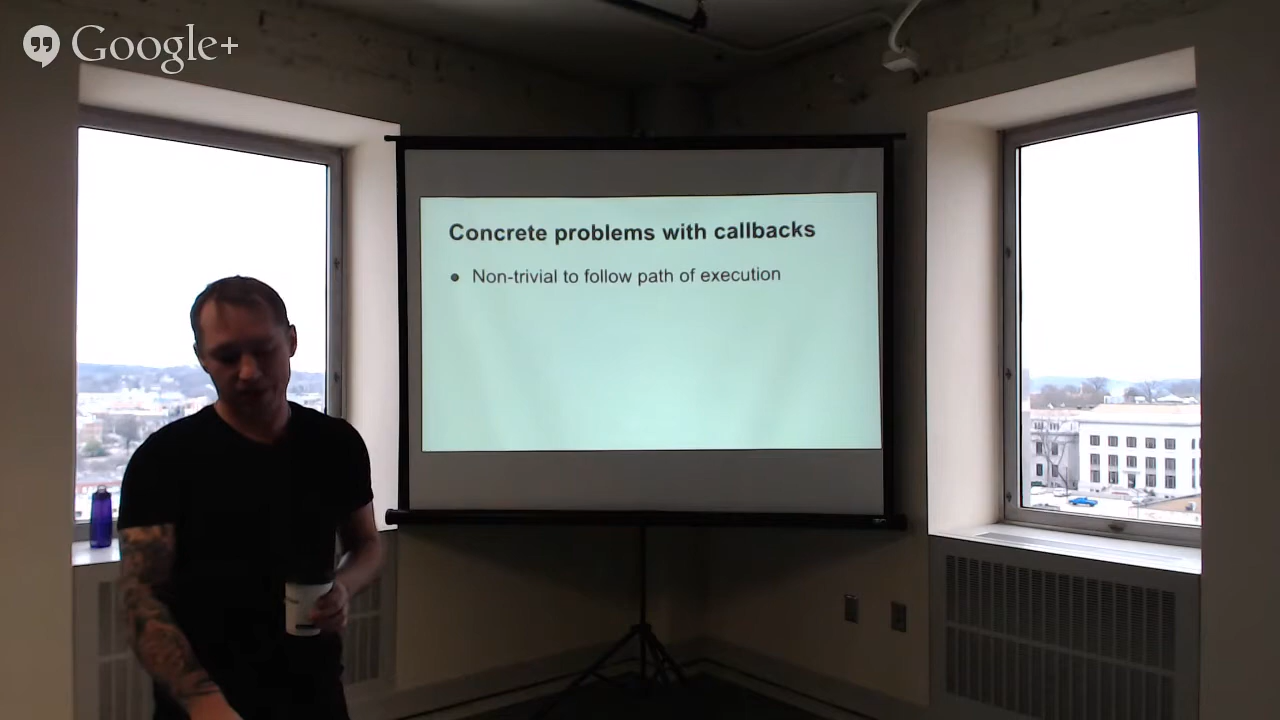 Google+
Concrete problems with callbacks
● Non-trivial to follow path of execution